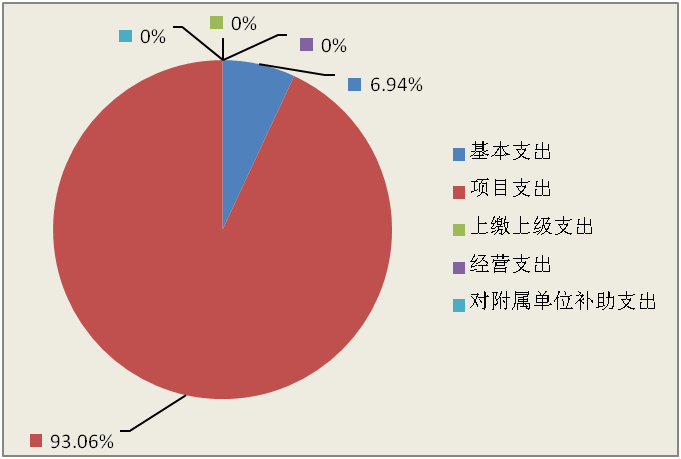 0%
0%
0%
6.94%
93.06%
基本支出
项目支出
上缴上级支出
经营支出
对附属单位补助支出